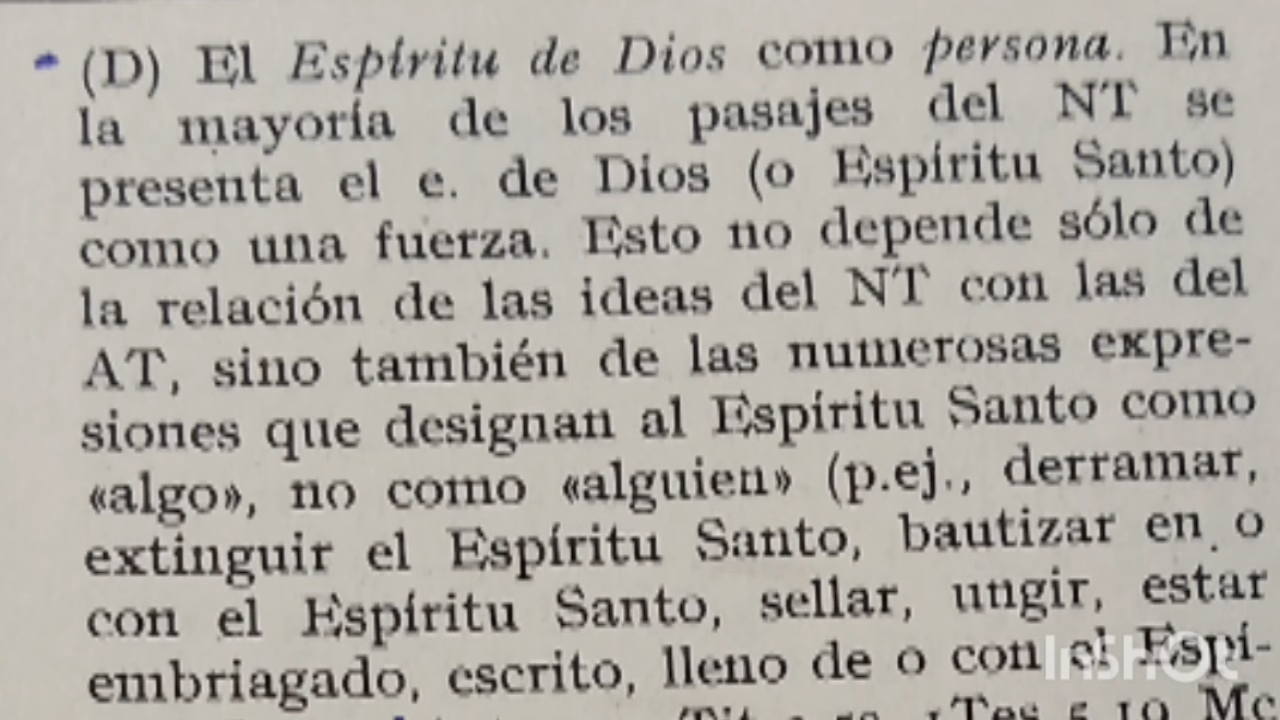 (D) El Espíritu de Dios como persona. En
la mayoría de los pasajes del NT se
presenta el e. de Dios (o Espíritu Santo)
como una fuerza. Esto no depende sólo de
la relación de las ideas del NT con las del
AT, sino también de las numerosas expre-
siones que designan al Espíritu Santo como
«algo», no como «alguien» (p.ej., derramar,
extinguir el Espíritu Santo, bautizar en o
con el Espíritu Santo, sellar, ungir, estar
embriagado, escrito, lleno de o con el Espí-
1Tes 5,19 Mc
InShOt